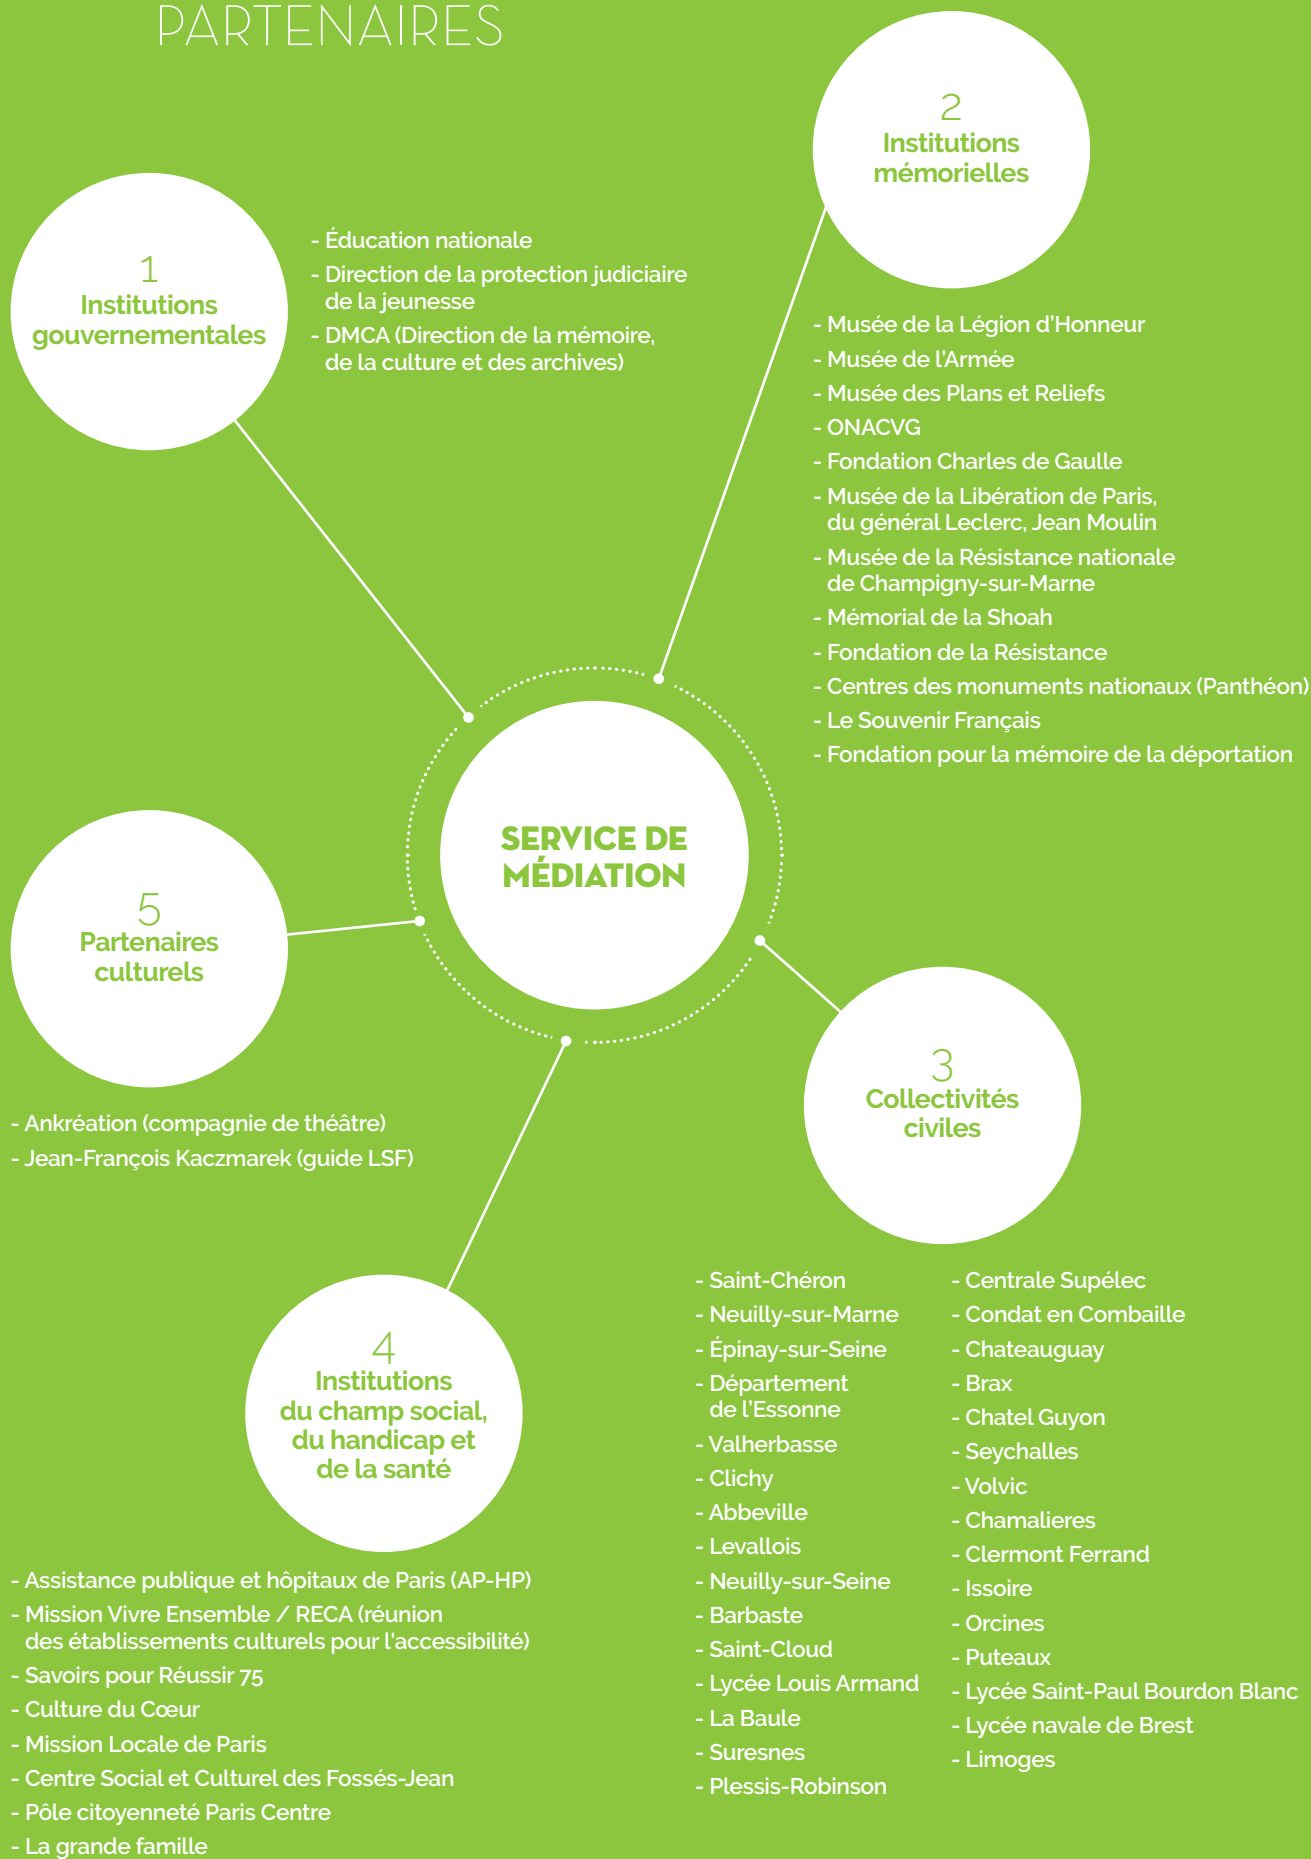 PARTENAIRES
1
Institutions
gouvernementales
- Éducation nationale
- Direction de la protection judiciaire
de la jeunesse
- DMCA (Direction de la mémoire,
de la culture et des archives)
2
Institutions
mémorielles
- Musée de la Légion d'Honneur
- Musée de l'Armée
- Musée des Plans et Reliefs
- ONACVG
- Fondation Charles de Gaulle
- Musée de la Libération de Paris,
du général Leclerc, Jean Moulin
- Musée de la Résistance nationale
de Champigny-sur-Marne
- Mémorial de la Shoah
- Fondation de la Résistance
- Centres des monuments nationaux (Panthéon)
- Le Souvenir Français
- Fondation pour la mémoire de la déportation
SERVICE DE
MÉDIATION
3
Collectivités
civiles
- Saint-Chéron
- Neuilly-sur-Marne
- Épinay-sur-Seine
- Département
de l'Essonne
- Valherbasse
- Clichy
- Abbeville
- Levallois
- Neuilly-sur-Seine
- Barbaste
- Saint-Cloud
- Lycée Louis Armand
- La Baule
- Suresnes
- Plessis-Robinson
- Centrale Supélec
- Condat en Combaille
- Chateauguay
- Brax
- Chatel Guyon
- Seychalles
- Volvic
- Chamalieres
- Clermont Ferrand
- Issoire
- Orcines
- Puteaux
- Lycée Saint-Paul Bourdon Blanc
- Lycée navale de Brest
- Limoges
4
Institutions
du champ social,
du handicap et
de la santé
- Assistance publique et hôpitaux de Paris (AP-HP)
- Mission Vivre Ensemble / RECA (réunion
des établissements culturels pour l'accessibilité)
- Savoirs pour Réussir 75
- Culture du Cœur
- Mission Locale de Paris
- Centre Social et Culturel des Fossés-Jean
- Pôle citoyenneté Paris Centre
- La grande famille
5
Partenaires
culturels
- Ankréation (compagnie de théâtre)
- Jean-François Kaczmarek (guide LSF)